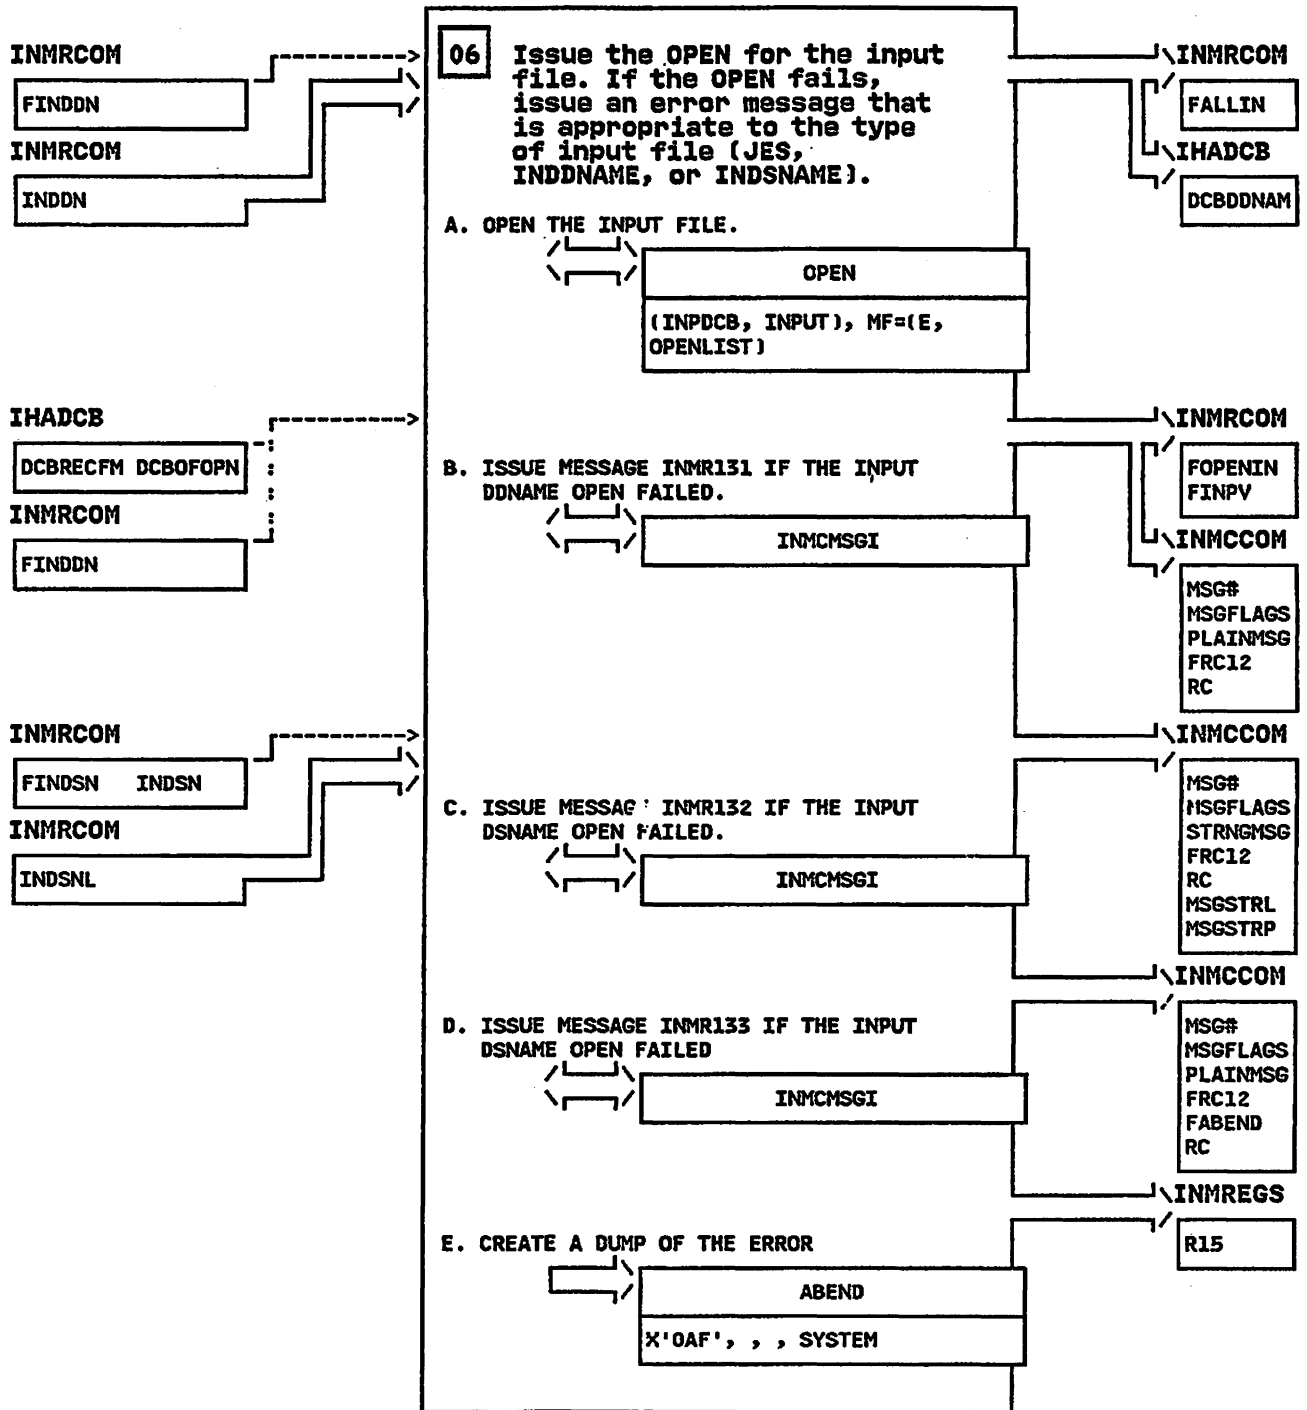 INMRCOM
FINDDN
INMRCOM
INDDN
06 Issue the OPEN for the input
file. If the OPEN fails,
issue an error message that
is appropriate to the type
of input file (JES,
INDDNAME, or INDSNAME).
INMRCOM
FALLIN
IHADCB
DCBDDNAM
A. OPEN THE INPUT FILE.
OPEN
(INPDCB, INPUT), MF=(E,
OPENLIST)
IHADCB
DCBRECFM DCBOFOPN
INMRCOM
FINDDN
B. ISSUE MESSAGE INMR131 IF THE INPUT
DDNAME OPEN FAILED.
INMCMSGI
INMRCOM
FOPENIN
FINPV
INMCCOM
MSG#
MSGFLAGS
PLAINMSG
FRC12
RC
INMRCOM
FINDSN INDSN
INMRCOM
INDSNL
C. ISSUE MESSAG INMR132 IF THE INPUT
DSNAME OPEN FAILED.
INMCMSGI
INMCCOM
MSG#
MSGFLAGS
STRNGMSG
FRC12
RC
MSGSTRL
MSGSTRP
D. ISSUE MESSAGE INMR133 IF THE INPUT
DSNAME OPEN FAILED
INMCMSGI
INMCCOM
MSG#
MSGFLAGS
PLAINMSG
FRC12
FABEND
RC
E. CREATE A DUMP OF THE ERROR
ABEND
X'0AF', , , SYSTEM
INMREGS
R15